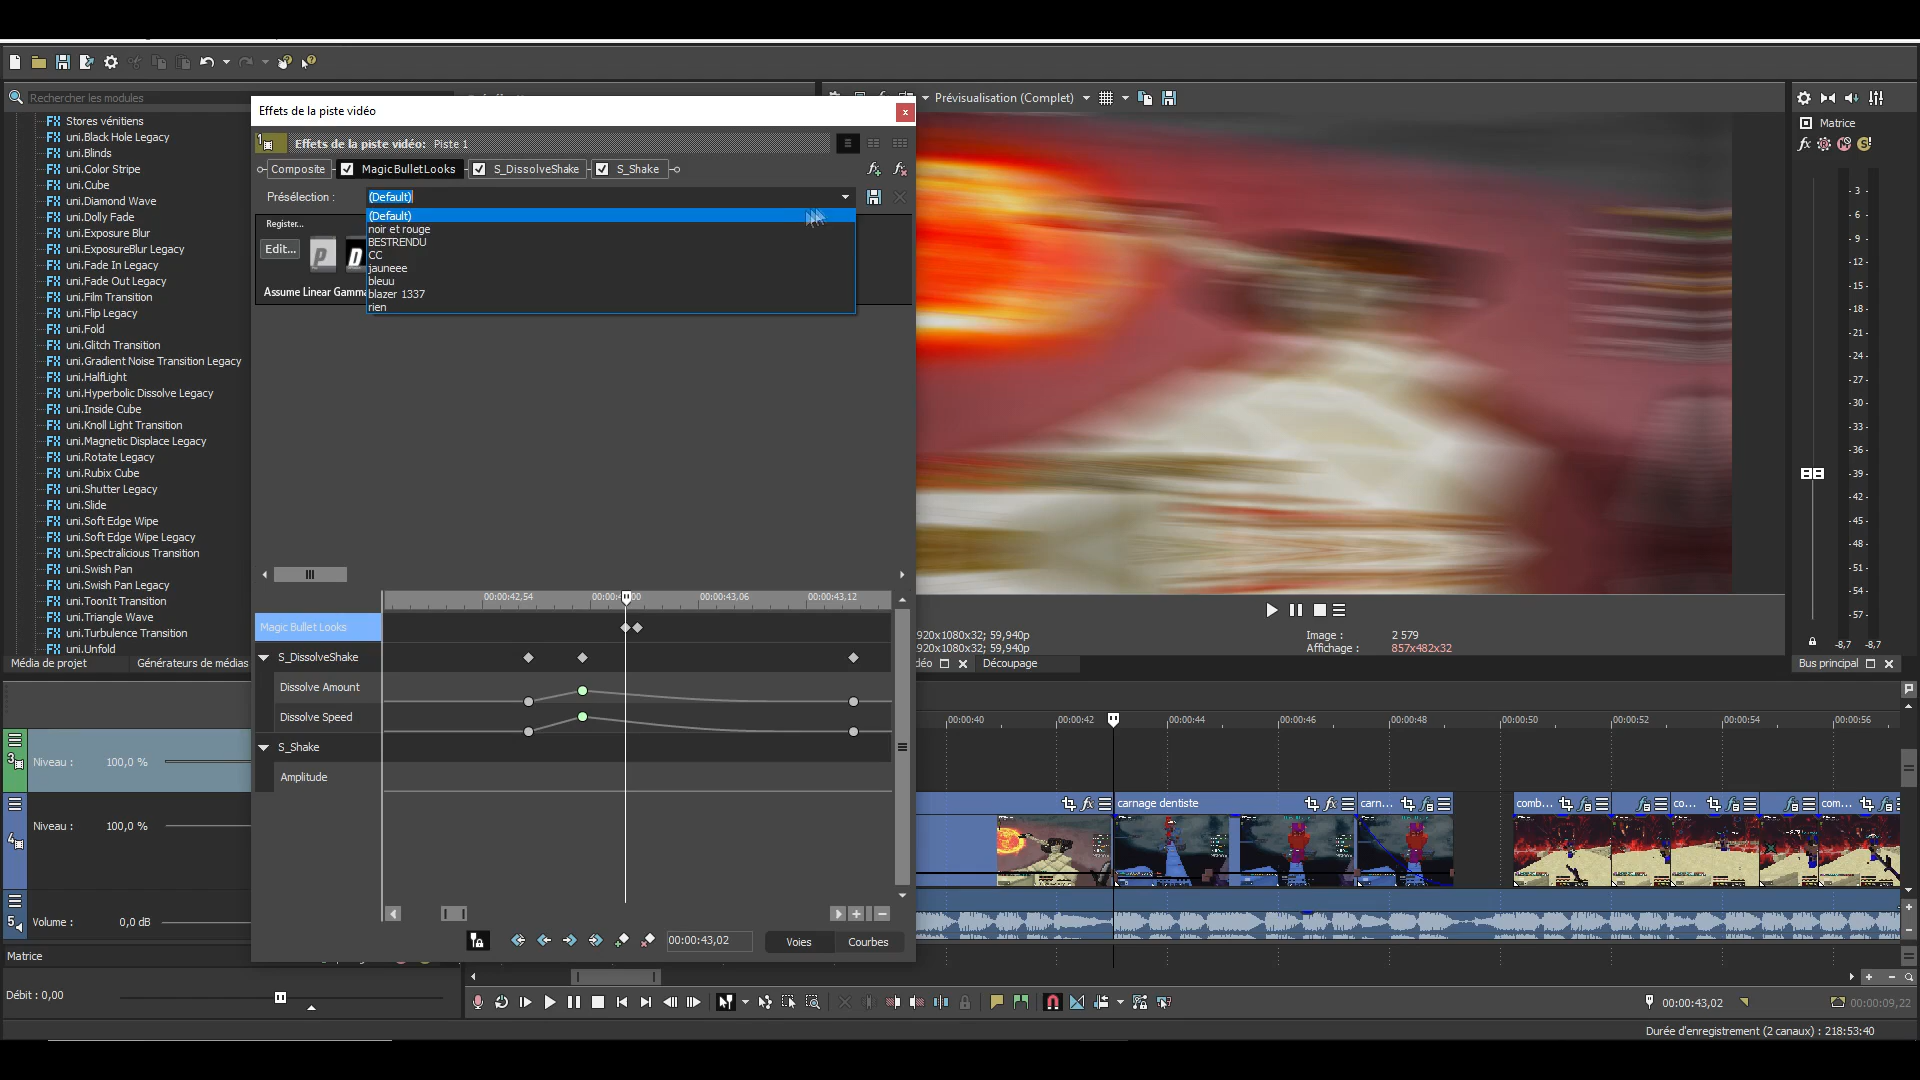 Rechercher les modules
Stores vénitiens
uni.Black Hole Legacy
uni.Blinds
uni.Color Stripe
uni.Cube
uni.Diamond Wave
uni.Dolly Fade
uni.Exposure Blur
uni.ExposureBlur Legacy
uni.Fade In Legacy
uni.Fade Out Legacy
uni.Film Transition
uni.Flip Legacy
uni.Fold
uni.Glitch Transition
uni.Gradient Noise Transition Legacy
uni.HalfLight
uni.Hyperbolic Dissolve Legacy
uni.Inside Cube
uni.Knoll Light Transition
uni.Magnetic Displace Legacy
uni.Rotate Legacy
uni.Rubix Cube
uni.Shutter Legacy
uni.Slide
uni.Soft Edge Wipe
uni.Soft Edge Wipe Legacy
uni.Spectralicious Transition
uni.Swish Pan
uni.Swish Pan Legacy
uni.ToonIt Transition
uni.Triangle Wave
uni.Turbulence Transition
uni.Unfold
Média de projet
Générateurs de médias
Effets de la piste vidéo
Effets de la piste vidéo: Piste 1
Composite MagicBulletLooks S_DissolveShake S_Shake
Présélection : (Default)
(Default)
noir et rouge
BESTRENDU
CC
jauneee
bleuu
blazer 1337
rien
Register...
Edit...
P D
Assume Linear Gamma
00:00:42,54 00:00:43,06 00:00:43,12
Magic Bullet Looks
S_DissolveShake
Dissolve Amount
Dissolve Speed
S_Shake
Amplitude
00:00:43,02 Voies Courbes
Prévisualisation (Complet)
920x1080x32; 59,940p
920x1080x32; 59,940p
Image : 2 579
Affichage : 857x482x32
déo Découpage
Matrice
fx
- 3 -
- 6 -
- 9 -
- 12 -
- 15 -
- 18 -
- 21 -
- 24 -
- 27 -
- 30 -
- 33 -
- 36 -
- 39 -
- 42 -
- 45 -
- 48 -
- 51 -
- 54 -
- 57 -
-8,7 -8,7
Bus principal
00:00:40 00:00:42 00:00:44 00:00:46 00:00:48 00:00:50 00:00:52 00:00:54 00:00:56
3 Niveau : 100,0 %
4 Niveau : 100,0 %
5 Volume : 0,0 dB
carnage dentiste carn... comb... co... com...
Matrice
Débit : 0,00
00:00:43,02 00:00:09,22
Durée d'enregistrement (2 canaux) : 218:53:40